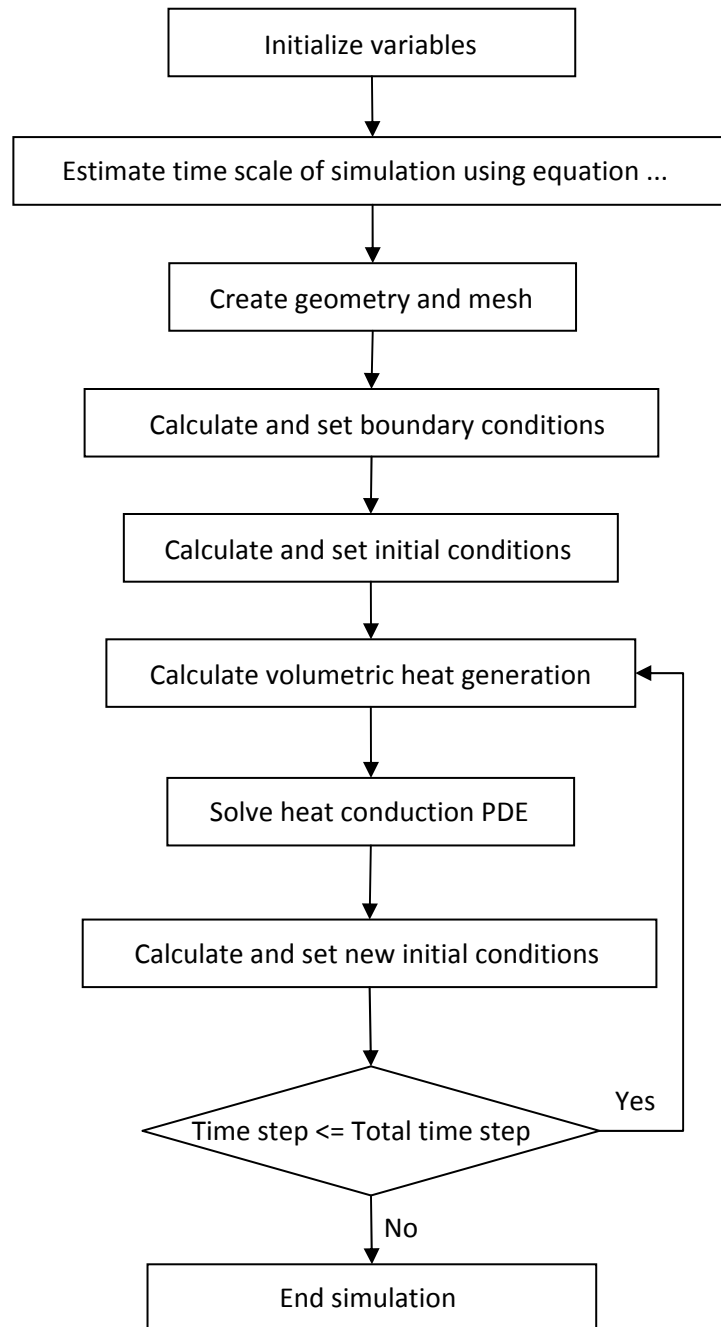 Initialize variables
Estimate time scale of simulation using equation ...
Create geometry and mesh
Calculate and set boundary conditions
Calculate and set initial conditions
Calculate volumetric heat generation
Solve heat conduction PDE
Calculate and set new initial conditions
Yes
Time step <= Total time step
No
End simulation